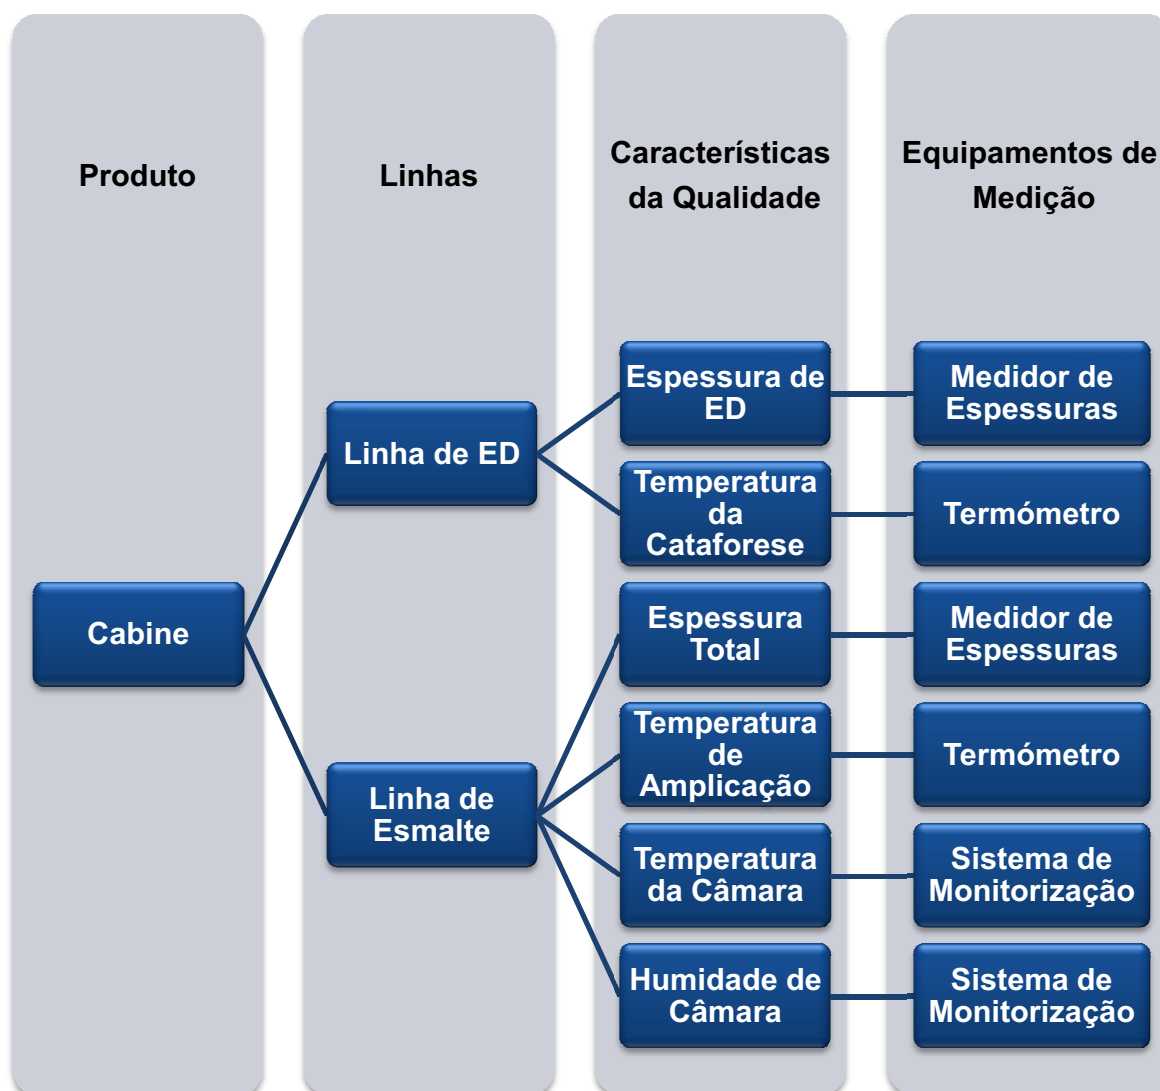 Produto
Linhas
Características
da Qualidade
Equipamentos de
Medição
Cabine
Linha de ED
Linha de
Esmalte
Espessura de
ED
Temperatura
da
Cataforese
Espessura
Total
Temperatura
de
Amplicação
Temperatura
da Câmara
Humidade de
Câmara
Medidor de
Espessuras
Termómetro
Medidor de
Espessuras
Termómetro
Sistema de
Monitorização
Sistema de
Monitorização